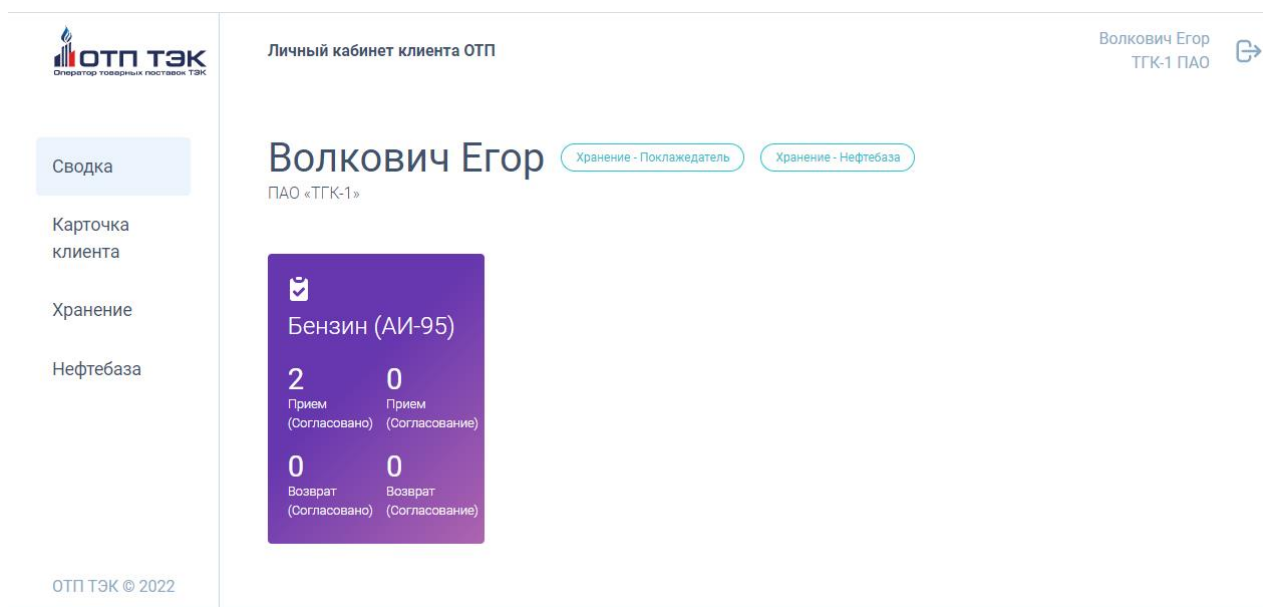 ОТП ТЭК
Оператор товарных поставок ТЭК
Личный кабинет клиента ОТП
Волкович Егор
ТГК-1 ПАО
Сводка
Карточка
клиента
Хранение
Нефтебаза
Волкович Егор
Хранение - Поклажедатель
Хранение - Нефтебаза
ПАО «ТГК-1»
Бензин (АИ-95)
2 0
Прием Прием
(Согласовано) (Согласование)
0 0
Возврат Возврат
(Согласовано) (Согласование)
ОТП ТЭК © 2022